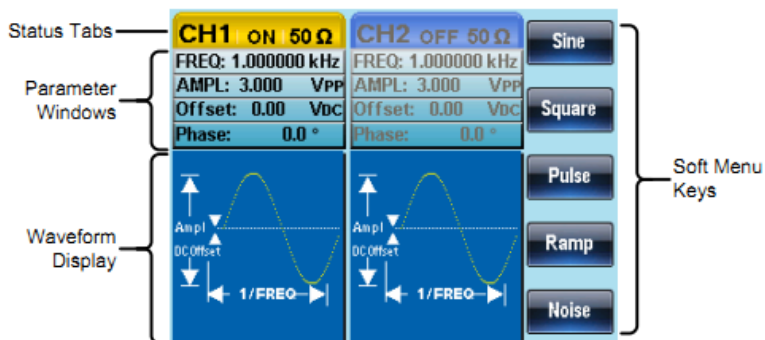 Status Tabs
CH1 ON 50 Ω
CH2 OFF 50 Ω
Sine
Parameter
Windows
FREQ: 1.000000 kHz
AMPL: 3.000 VPP
Offset: 0.00 VDC
Phase: 0.0 °
FREQ: 1.000000 kHz
AMPL: 3.000 VPP
Offset: 0.00 VDC
Phase: 0.0 °
Square
Pulse
Ramp
Noise
Soft Menu
Keys
Waveform
Display
Ampl
DC Offset
1/FREQ
Ampl
DC Offset
1/FREQ